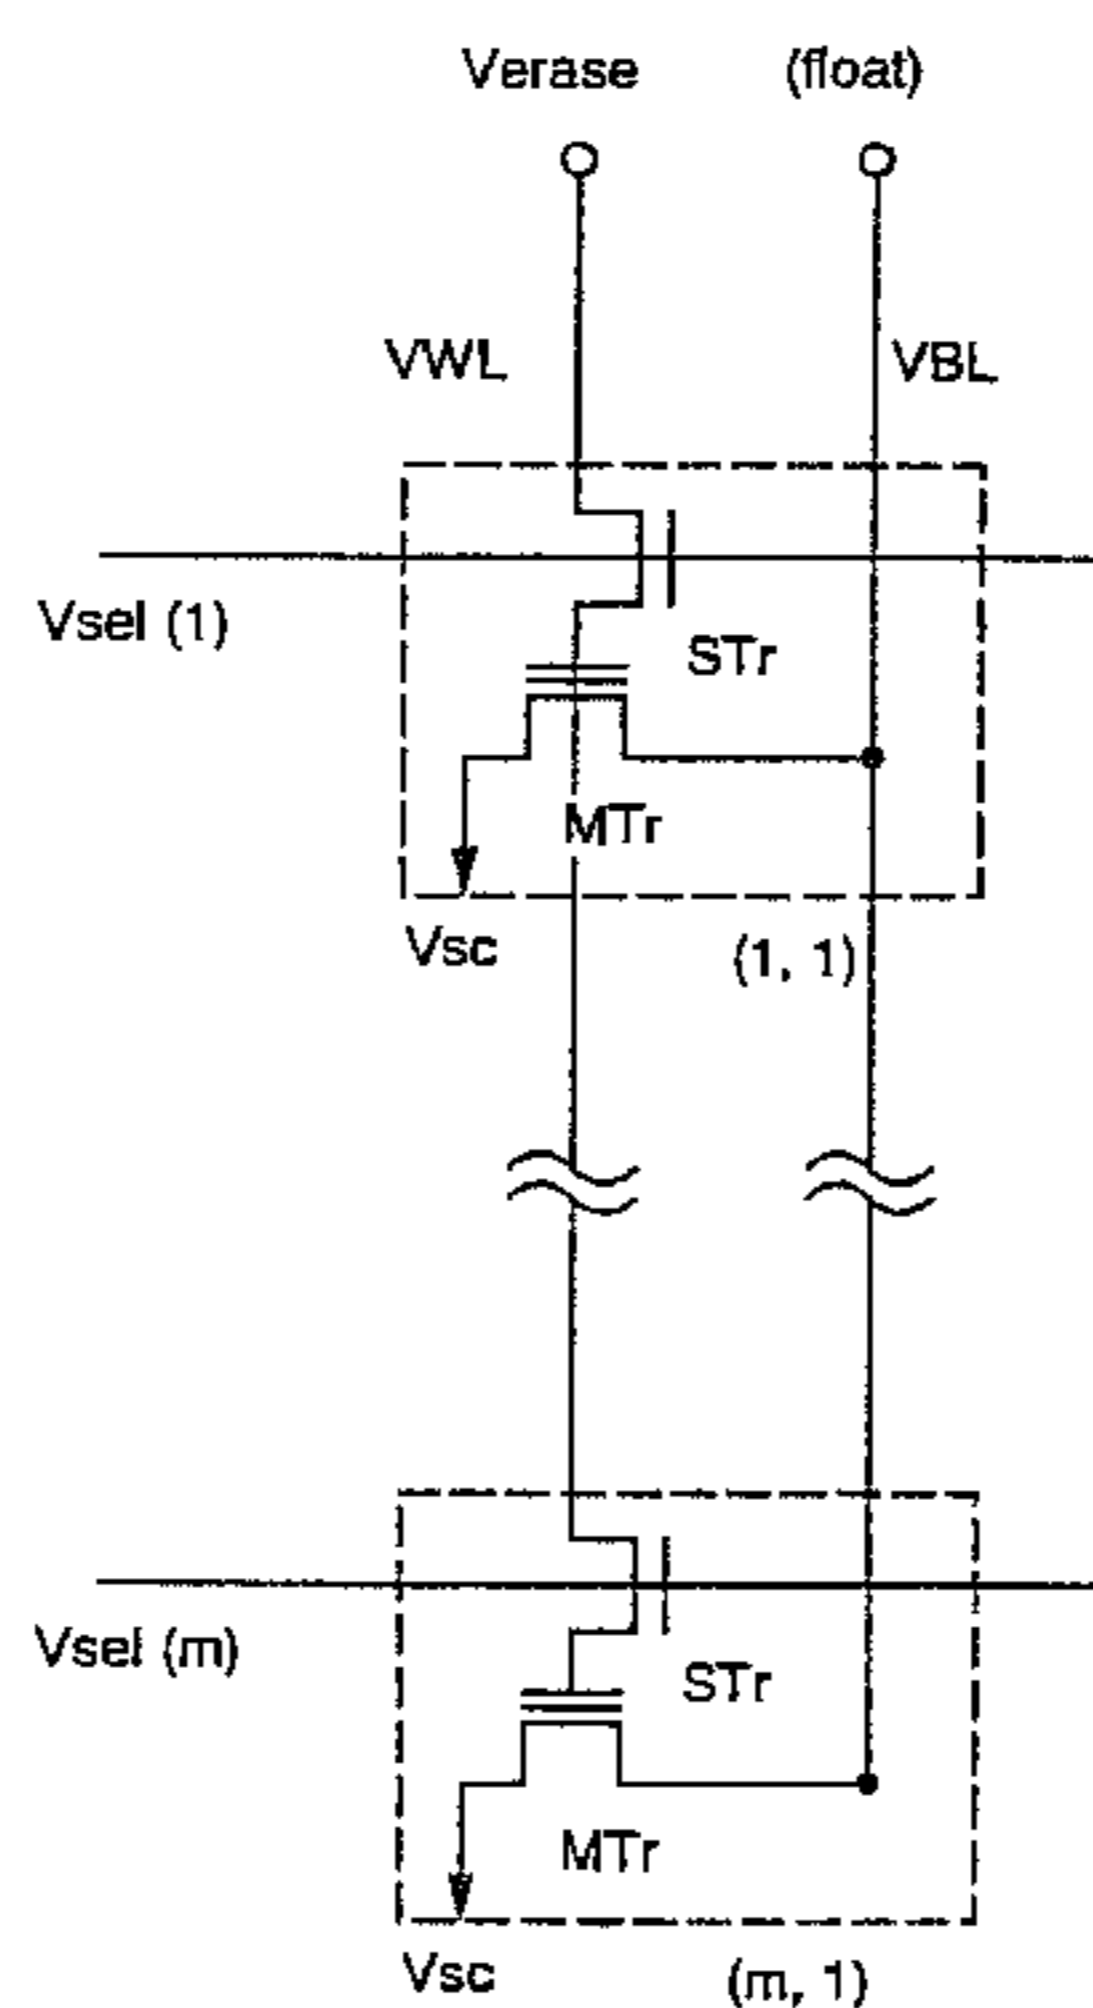 Verase (float)
VWL VBL
Vsel (1)
STr
MTr
Vsc (1, 1)
Vsel (m)
STr
MTr
Vsc (m, 1)